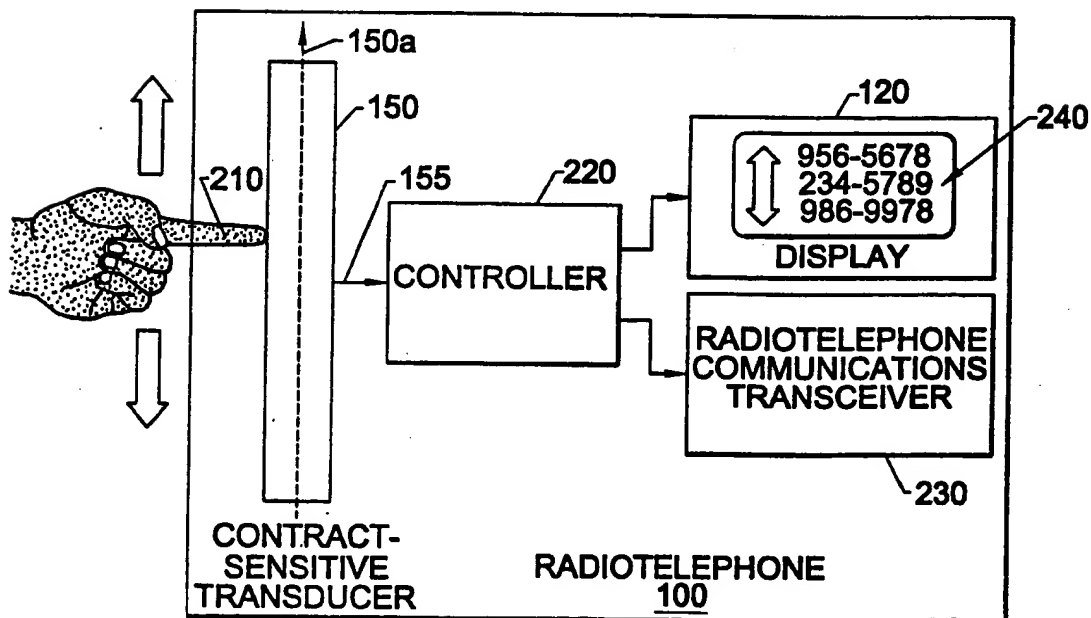 150a
150
120
240
210
155
220
956-5678
234-5789
986-9978
DISPLAY
CONTROLLER
RADIOTELEPHONE
COMMUNICATIONS
TRANSCEIVER
230
CONTRACT-
SENSITIVE
TRANSDUCER
RADIOTELEPHONE
100